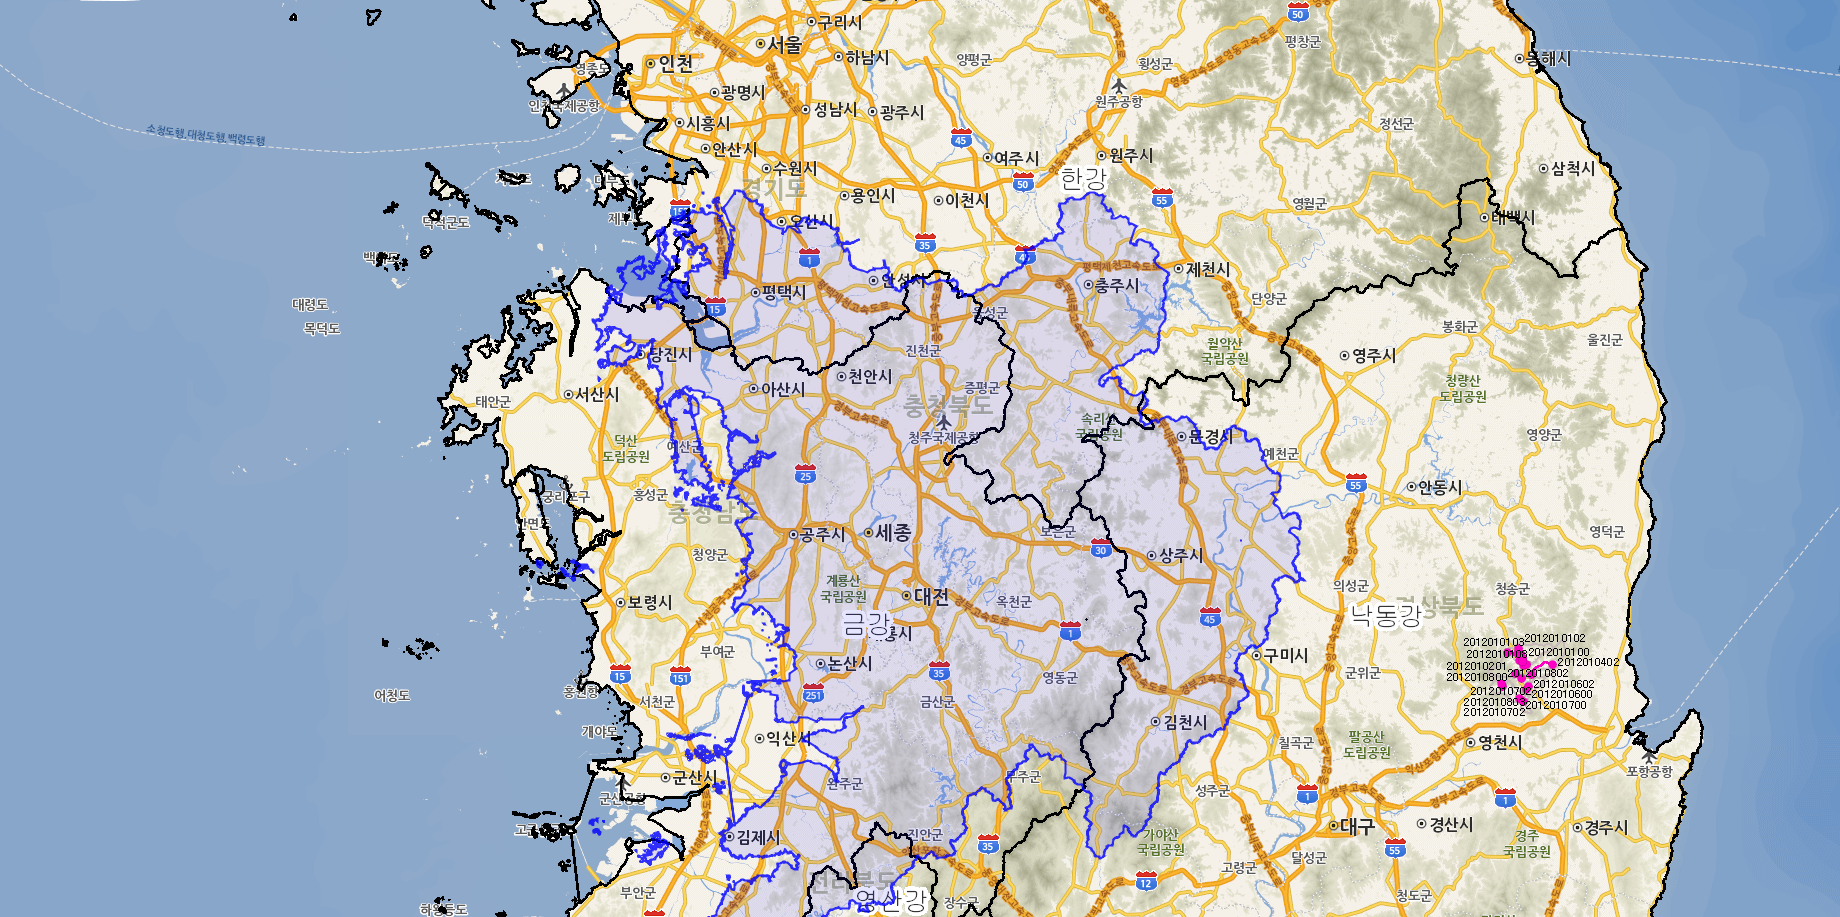 구리시
서울
하남시
양평군
횡성군
평창군
50
동해시
인천
영종도
인천국제공항
광명시
성남시
광주시
원주공항
정선군
시흥시
소청도행,대청도행,백령도행
안산시
45
여주시
원주시
수원시
한강
50
삼척시
경기도
용인시
이천시
55
영월군
태백시
덕적군도
오산시
35
1
제천시
안성시
대령도
평택시
충주시
단양군
15
음성군
목덕도
봉화군
울진군
당진시
진천군
월악산
국립공원
영주시
천안시
아산시
증평군
청량산
도립공원
서산시
태안군
충청북도
속리산
국립공원
청주국제공항
문경시
영양군
덕산
도립공원
예산군
예천군
25
55
안동시
홍성군
충청남도
공주시
세종
보은군
영덕군
청양군
30
상주시
계룡산
국립공원
의성군
청송군
보령시
대전
옥천군
경상북도
낙동강
금강
45
1
2012010103
2012010102
2012010100
부여군
논산시
구미시
2012010402
2012010201
2012010800
2012010802
15
151
35
영동군
군위군
2012010602
어청도
홍원항
251
서천군
금산군
2012010600
2012010803
2012010700
2012010702
개야도
익산시
김천시
칠곡군
팔공산
도립공원
영천시
군산시
완주군
무주군
성주군
포항공항
군산공항
1
1
김제시
진안군
가야산
국립공원
대구
경산시
경주
국립공원
경주시
35
55
달성군
고령군
부안군
전라북도
영산강
장수군
12
청도군